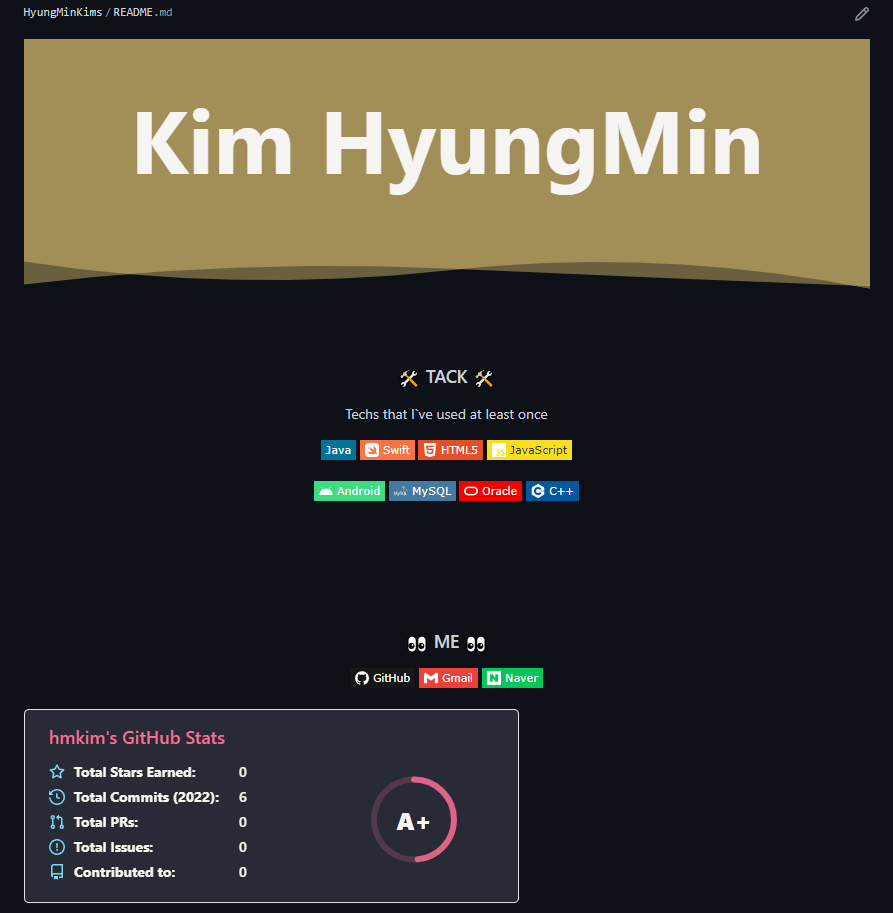 HyungMinKims / README.md
Kim HyungMin
🛠 TACK 🛠
Techs that I`ve used at least once
Java Swift HTML5 JS JavaScript
Android MySQL MySQL Oracle C++
👀 ME 👀
GitHub Gmail N Naver
hmkim's GitHub Stats
Total Stars Earned: 0
Total Commits (2022): 6
Total PRs: 0
Total Issues: 0
Contributed to: 0
A+